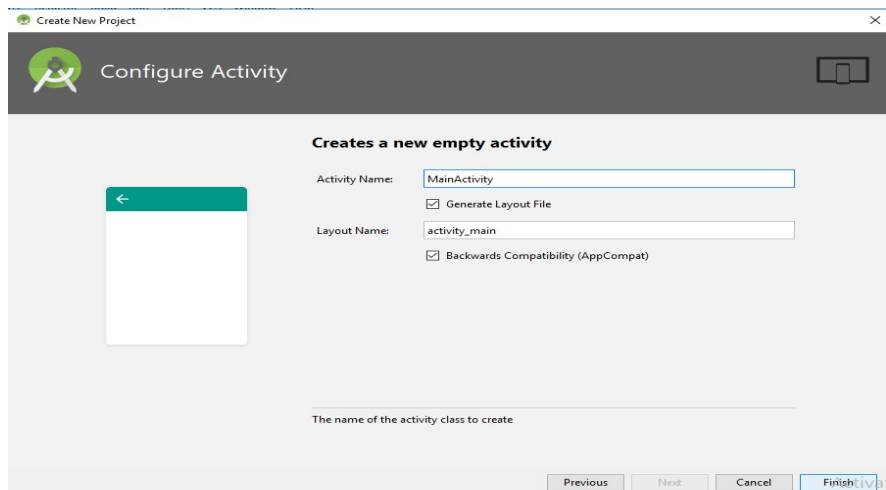 Create New Project
Configure Activity
Creates a new empty activity
Activity Name: MainActivity
Generate Layout File
Layout Name: activity_main
Backwards Compatibility (AppCompat)
The name of the activity class to create
Previous Next Cancel Finish